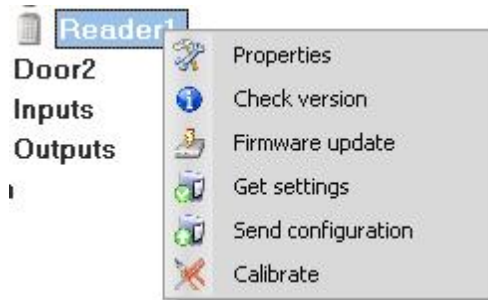 Reader1
Properties
Door2
Check version
Inputs
Firmware update
Outputs
Get settings
Send configuration
Calibrate